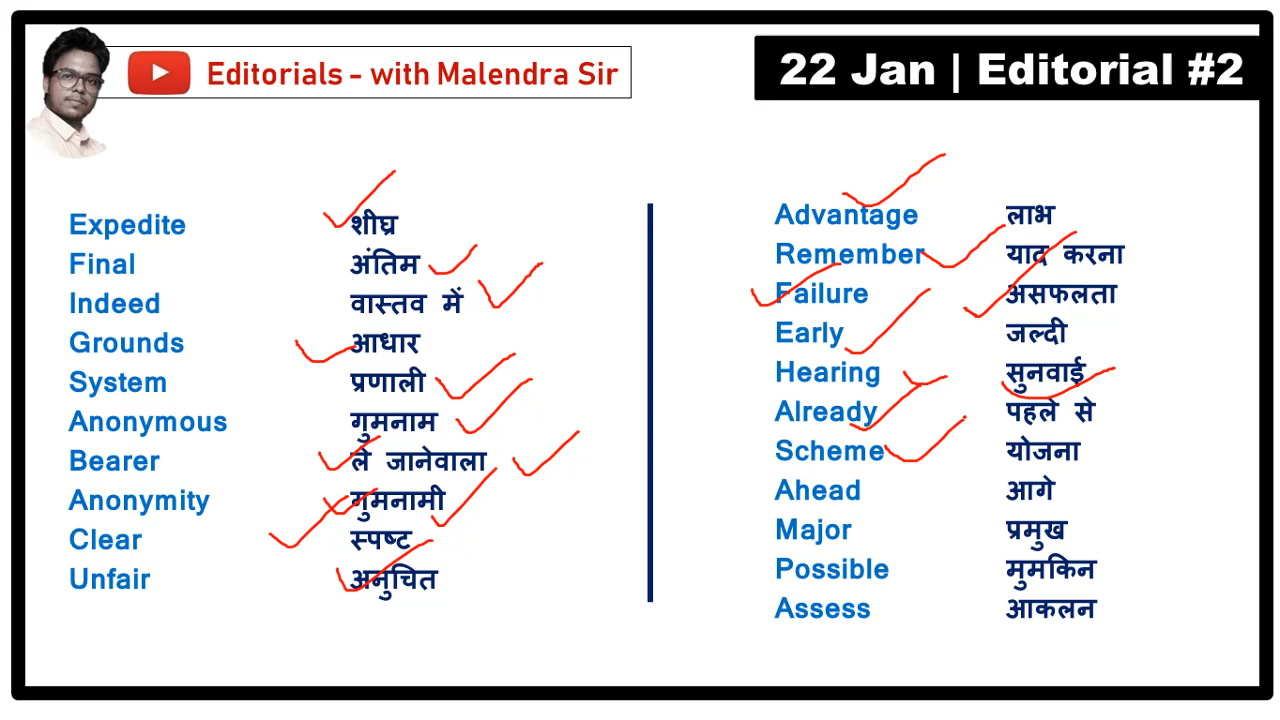 Editorials - with Malendra Sir
22 Jan | Editorial #2
Expedite शीघ्र
Final अंतिम
Indeed वास्तव में
Grounds आधार
System प्रणाली
Anonymous गुमनाम
Bearer ले जानेवाला
Anonymity गुमनामी
Clear स्पष्ट
Unfair अनुचित
Advantage लाभ
Remember याद करना
Failure असफलता
Early जल्दी
Hearing सुनवाई
Already पहले से
Scheme योजना
Ahead आगे
Major प्रमुख
Possible मुमकिन
Assess आकलन